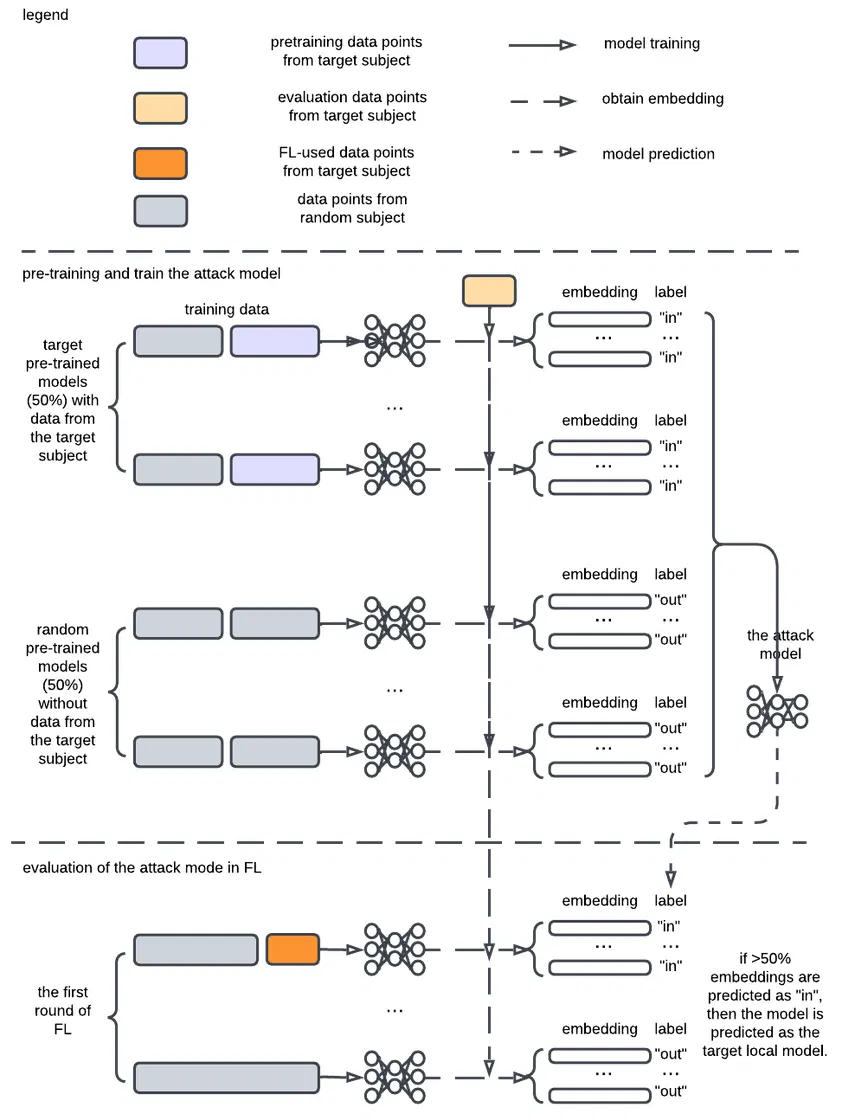 legend
pretraining data points
from target subject
model training
evaluation data points
from target subject
obtain embedding
FL-used data points
from target subject
model prediction
data points from
random subject
pre-training and train the attack model
training data
embedding label
target
pre-trained
models
(50%) with
data from
the target
subject
"in"
... ...
"in"
...
embedding label
"in"
... ...
"in"
embedding label
random
pre-trained
models
(50%)
without
data from
the target
subject
"out"
... ...
"out"
...
embedding label
"out"
... ...
"out"
the attack
model
evaluation of the attack mode in FL
embedding label
"in"
... ...
"in"
the first
round of
FL
...
embedding label
"out"
... ...
"out"
if >50%
embeddings are
predicted as "in",
then the model is
predicted as the
target local model.